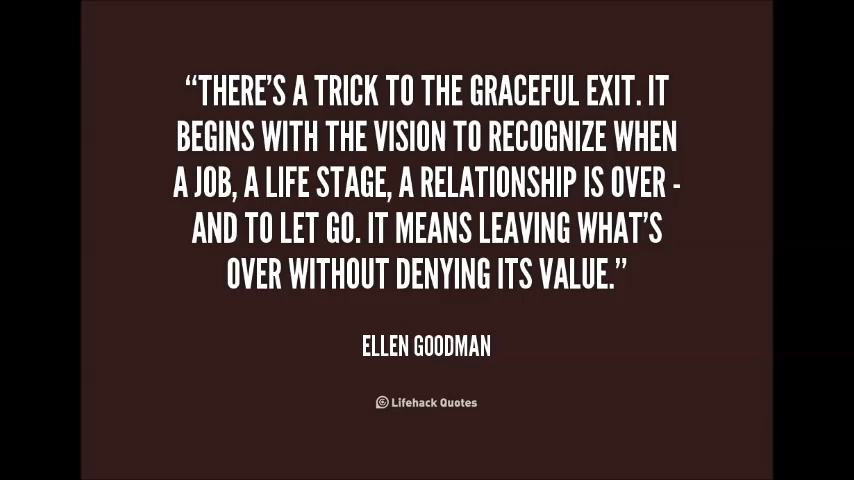 “THERE’S A TRICK TO THE GRACEFUL EXIT. IT
BEGINS WITH THE VISION TO RECOGNIZE WHEN
A JOB, A LIFE STAGE, A RELATIONSHIP IS OVER -
AND TO LET GO. IT MEANS LEAVING WHAT’S
OVER WITHOUT DENYING ITS VALUE.”
ELLEN GOODMAN
Lifehack Quotes